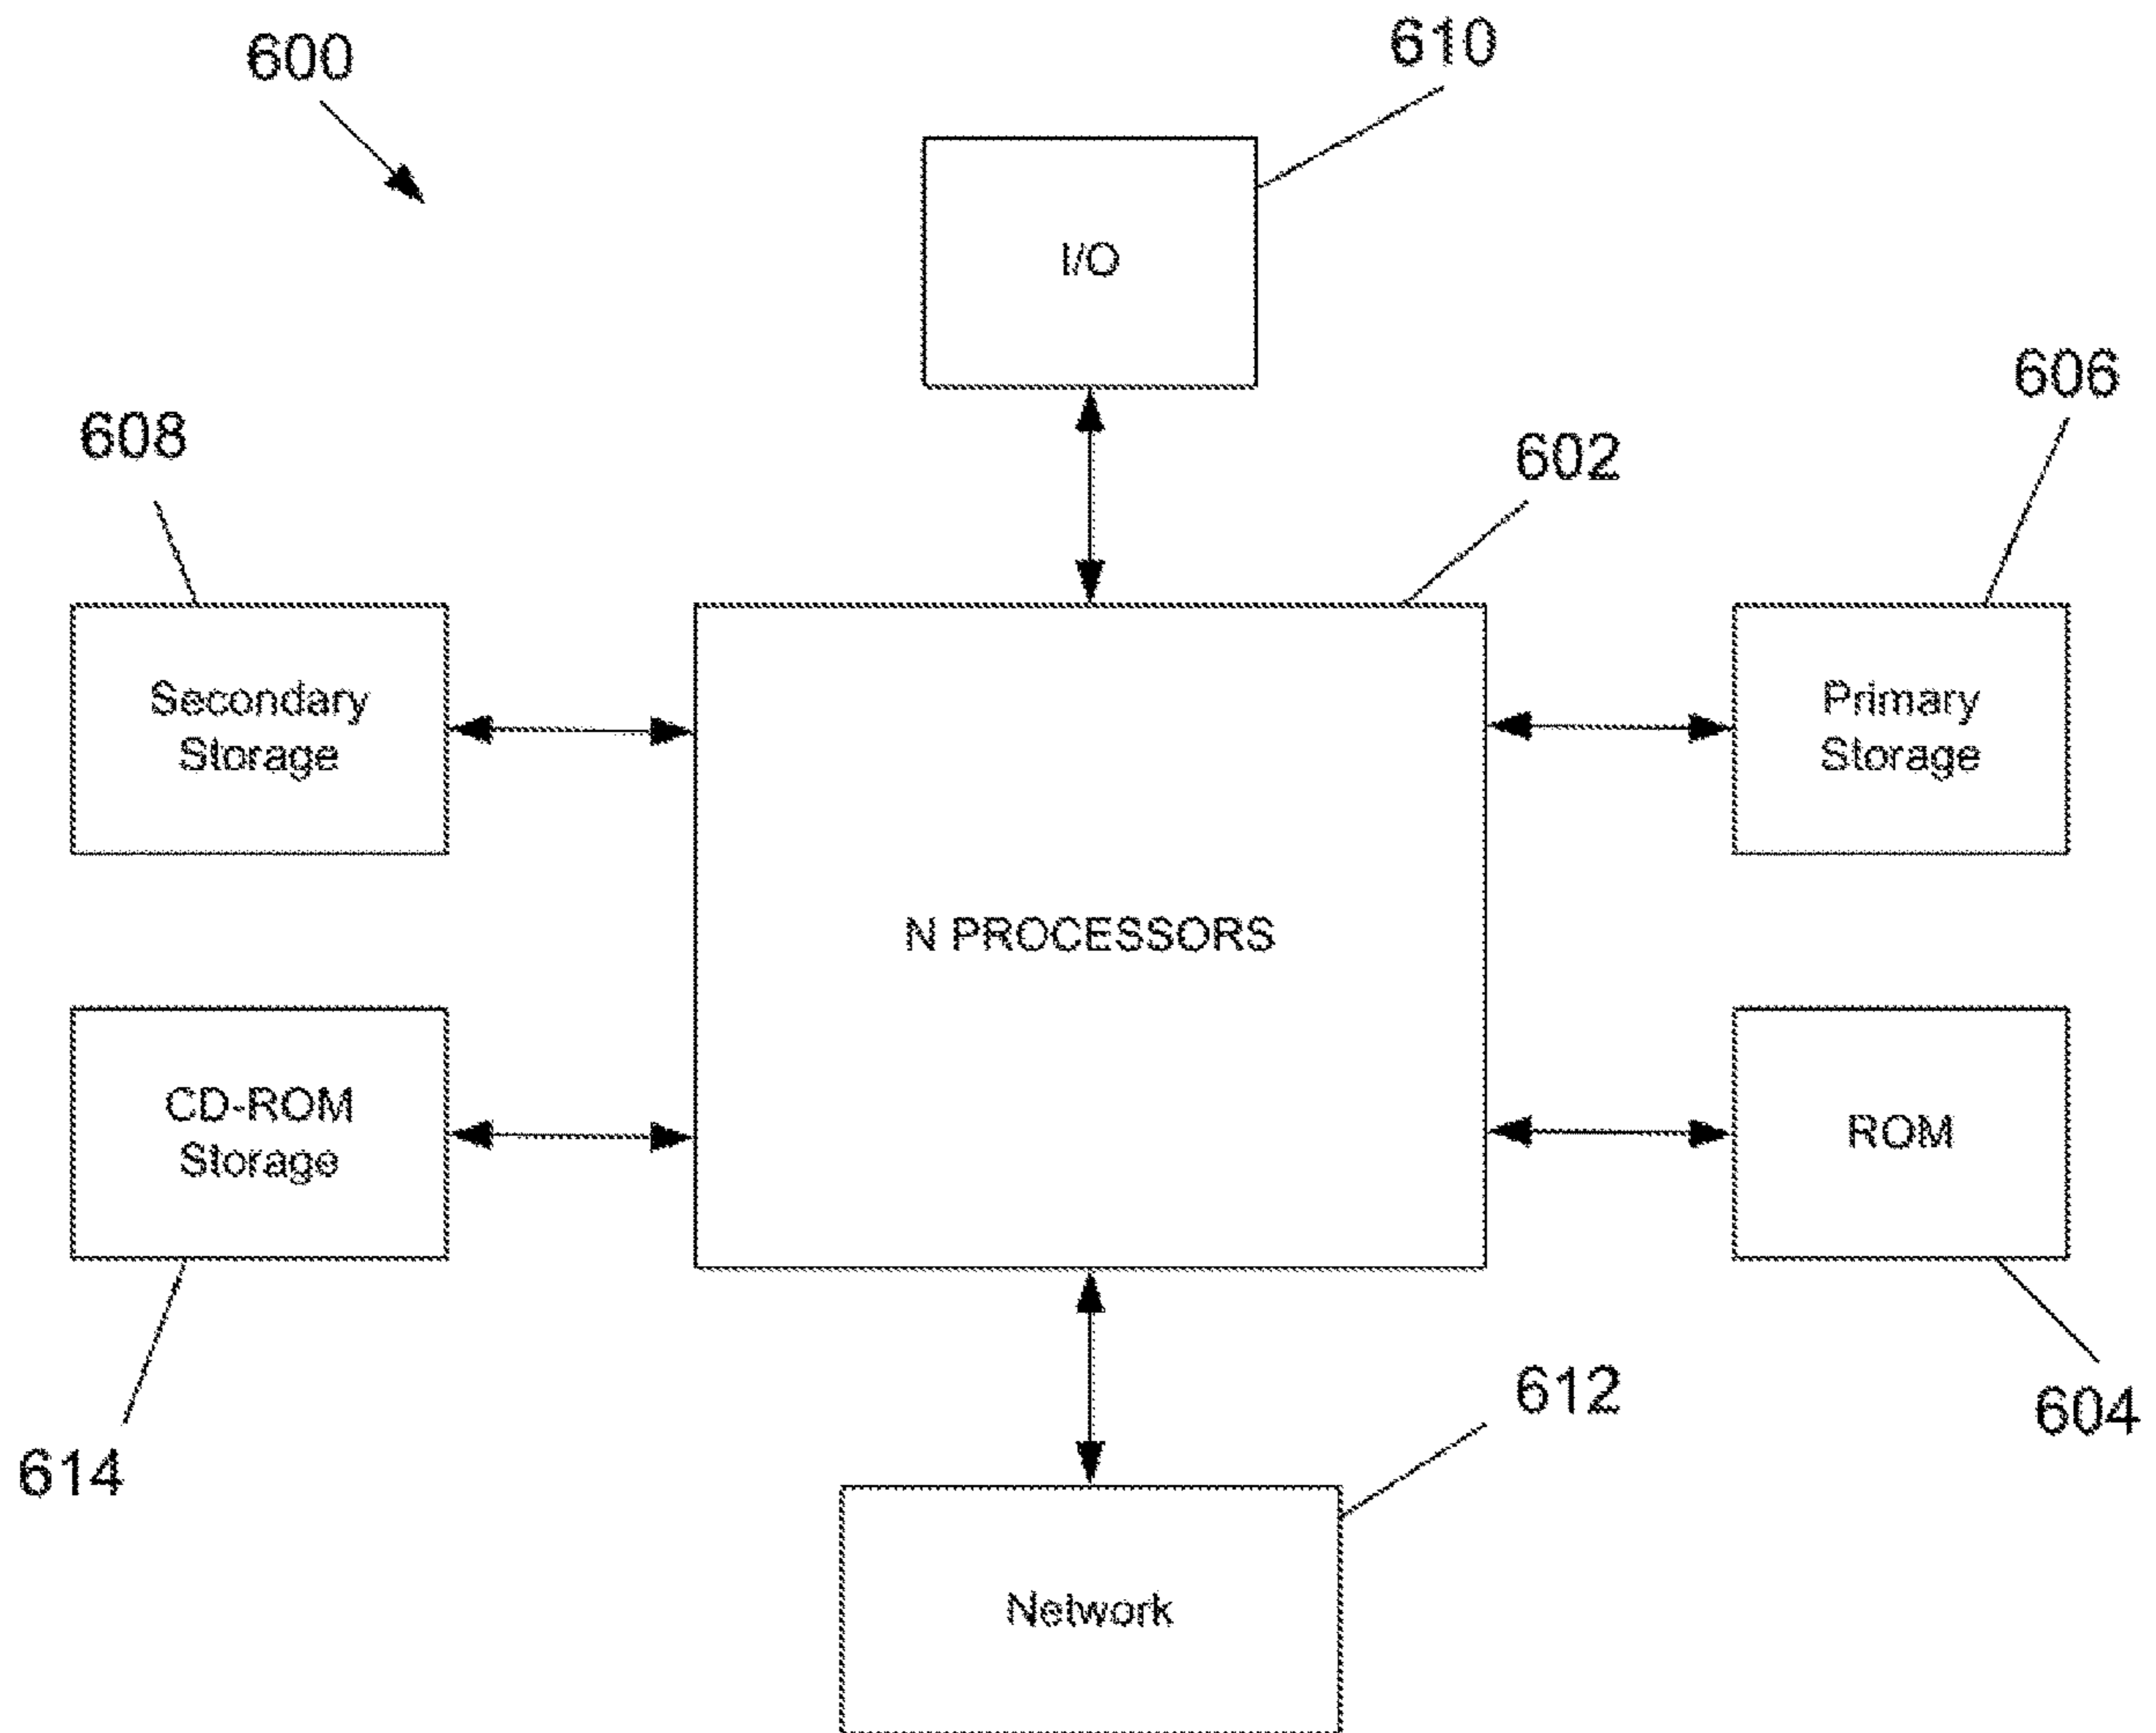 600
610
I/O
606
608
602
Secondary
Storage
Primary
Storage
N PROCESSORS
CD-ROM
Storage
ROM
612
604
614
Network